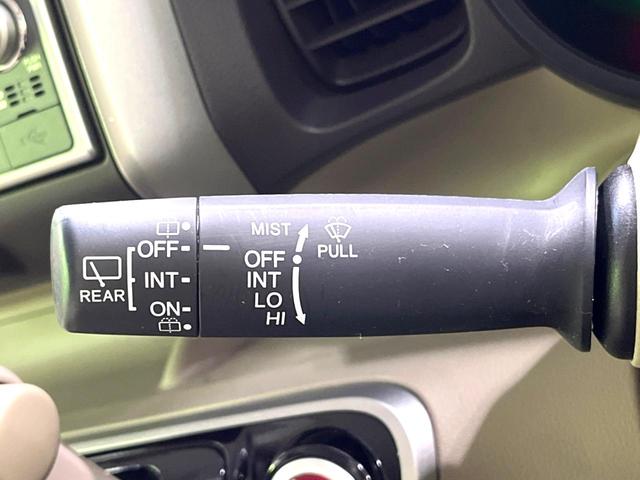 REAR
OFF
INT
ON
MIST
OFF
INT
LO
HI
PULL